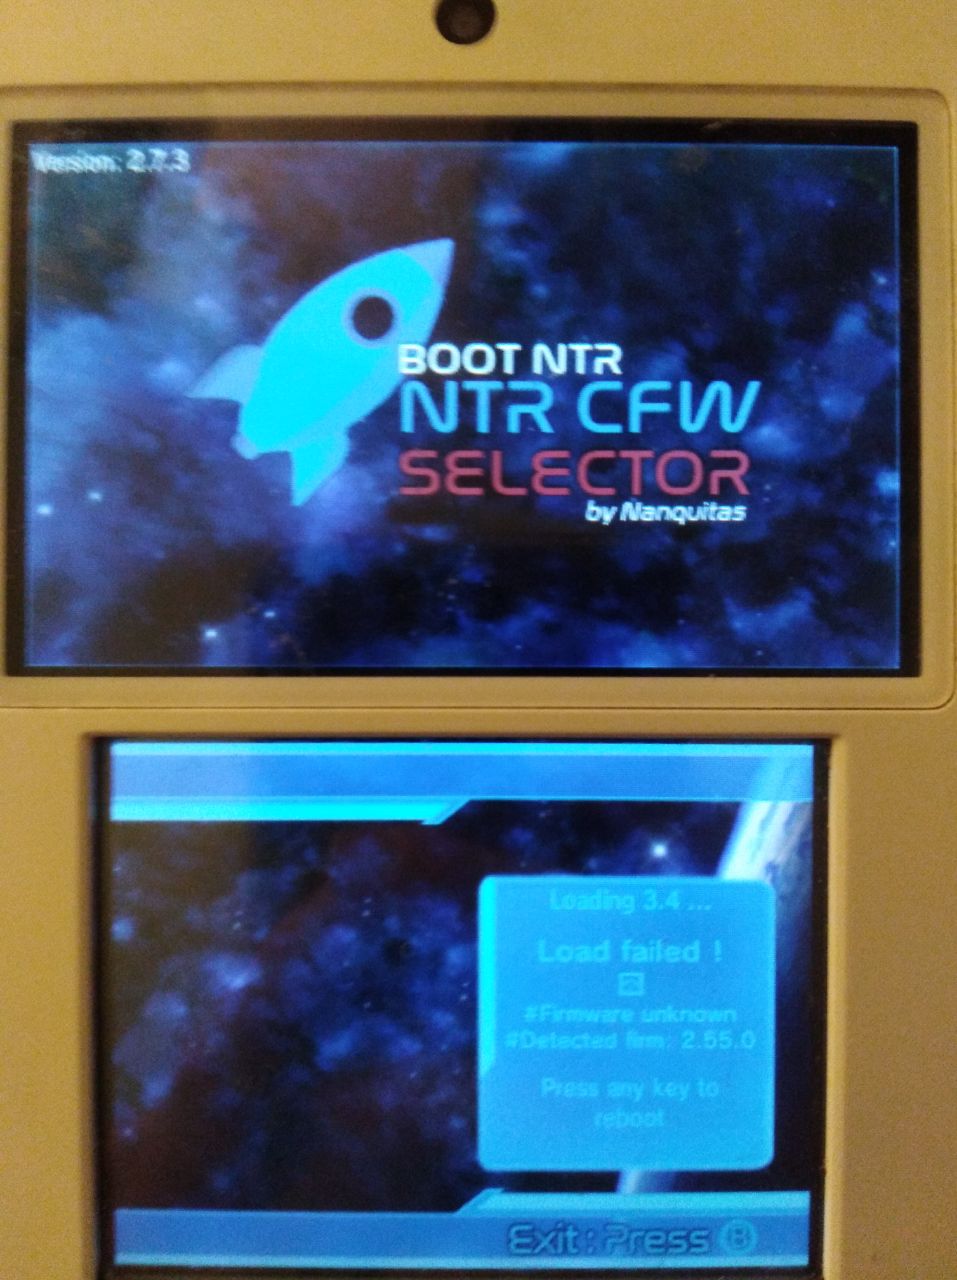 Version: 2.7.3
BOOT NTR
NTR CFW
SELECTOR
by Nanquitas
Loading 3.4 ...
Load failed !
#Firmware unknown
#Detected firm: 2.55.0
Press any key to
reboot
Exit : Press B